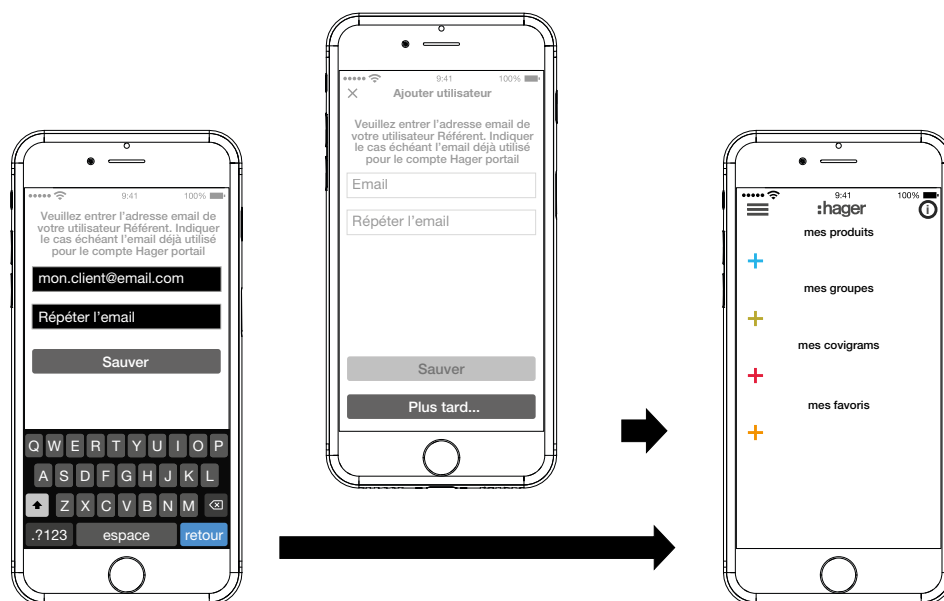 9:41 100%
Veuillez entrer l'adresse email de
votre utilisateur Référent. Indiquer
le cas échéant l'email déjà utilisé
pour le compte Hager portail
mon.client@email.com
Répéter l'email
Sauver
Q W E R T Y U I O P
A S D F G H J K L
Z X C V B N M
.?123 espace retour
9:41 100%
Ajouter utilisateur
Veuillez entrer l'adresse email de
votre utilisateur Référent. Indiquer
le cas échéant l'email déjà utilisé
pour le compte Hager portail
Email
Répéter l'email
Sauver
Plus tard...
9:41 100%
:hager
mes produits
mes groupes
mes covigrams
mes favoris